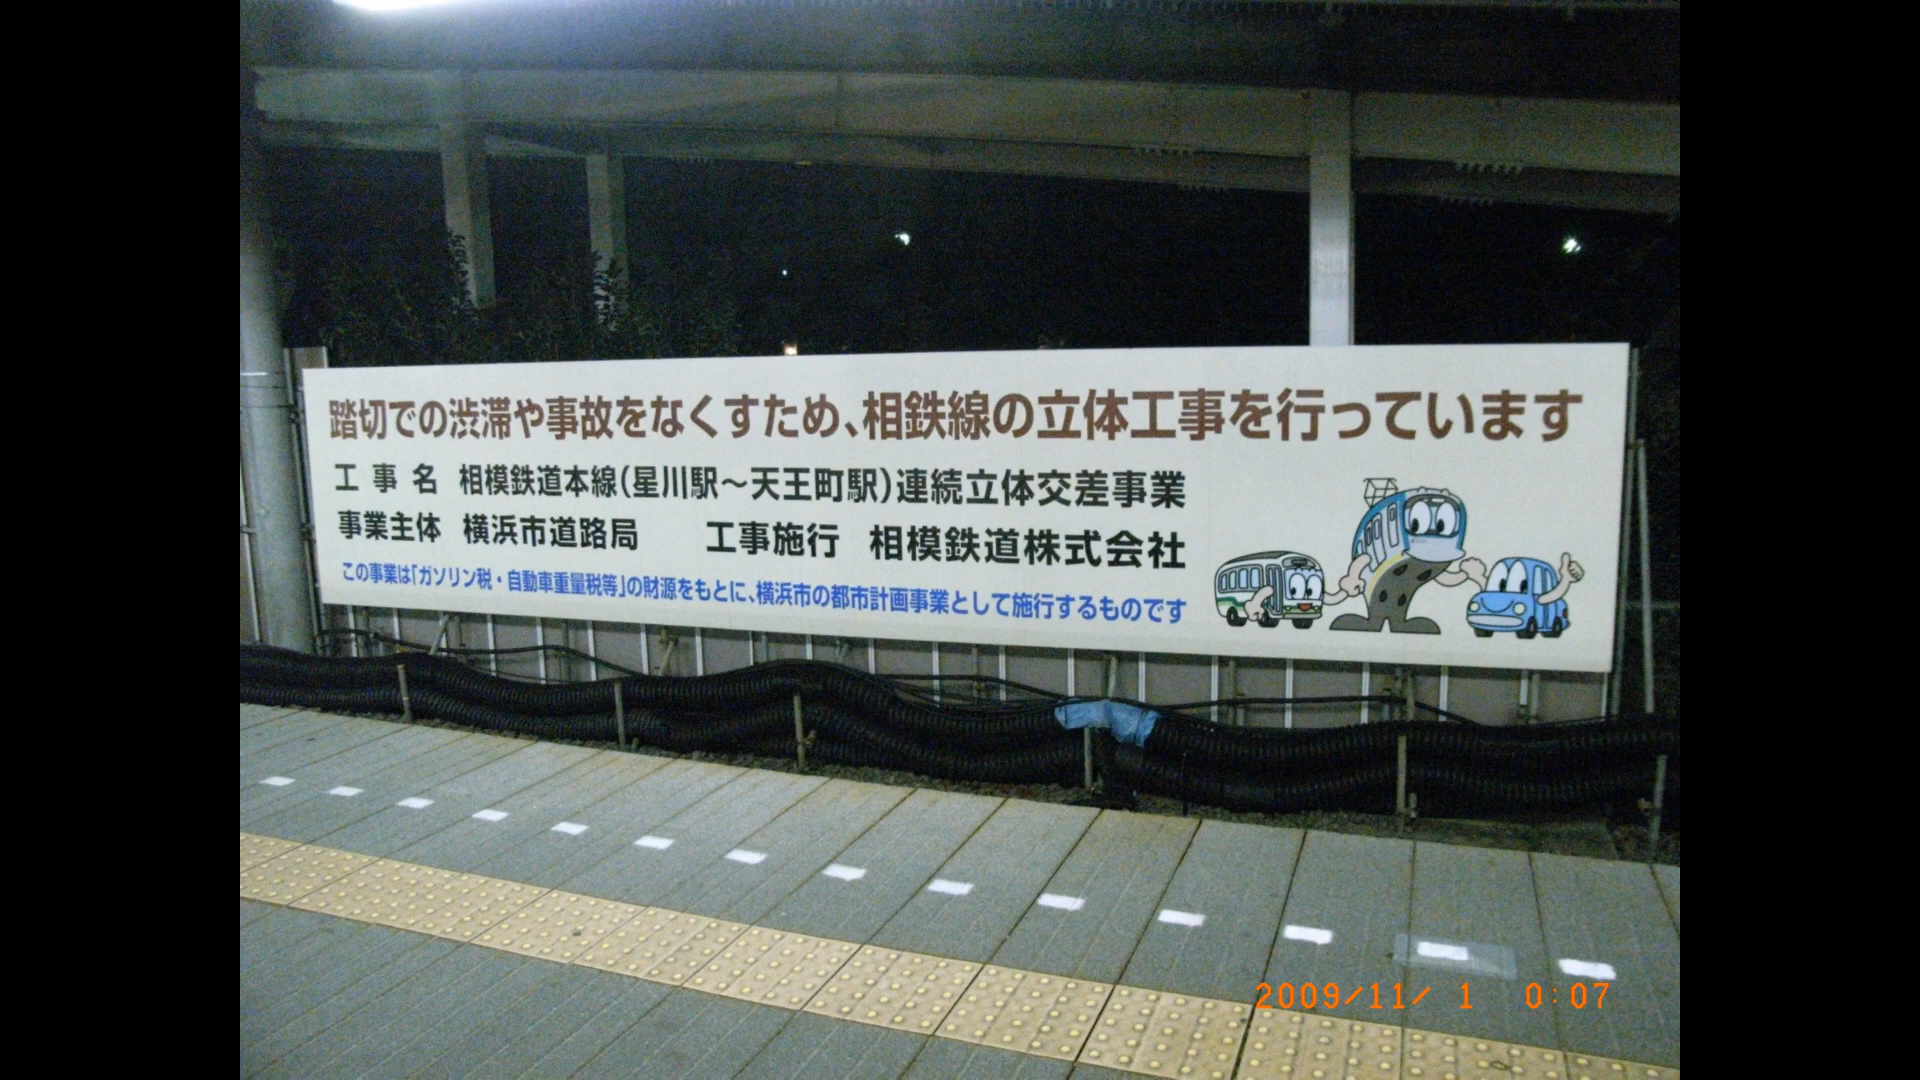 踏切での渋滞や事故をなくすため、相鉄線の立体工事を行っています
工事名 相模鉄道本線(星川駅～天王町駅)連続立体交差事業
事業主体 横浜市道路局 工事施行 相模鉄道株式会社
この事業は「ガソリン税・自動車重量税等」の財源をもとに、横浜市の都市計画事業として施行するものです
2009/11/ 1 0:07